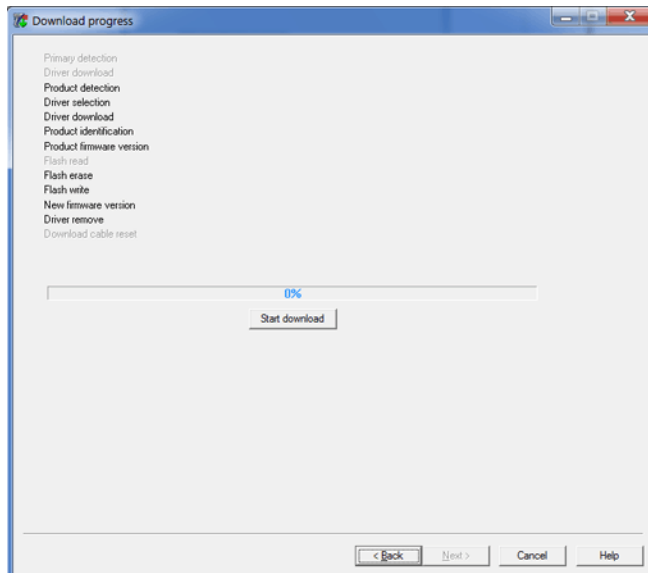 Download progress
Primary detection
Driver download
Product detection
Driver selection
Driver download
Product identification
Product firmware version
Flash read
Flash erase
Flash write
New firmware version
Driver remove
Download cable reset
0%
Start download
< Back
Next >
Cancel
Help